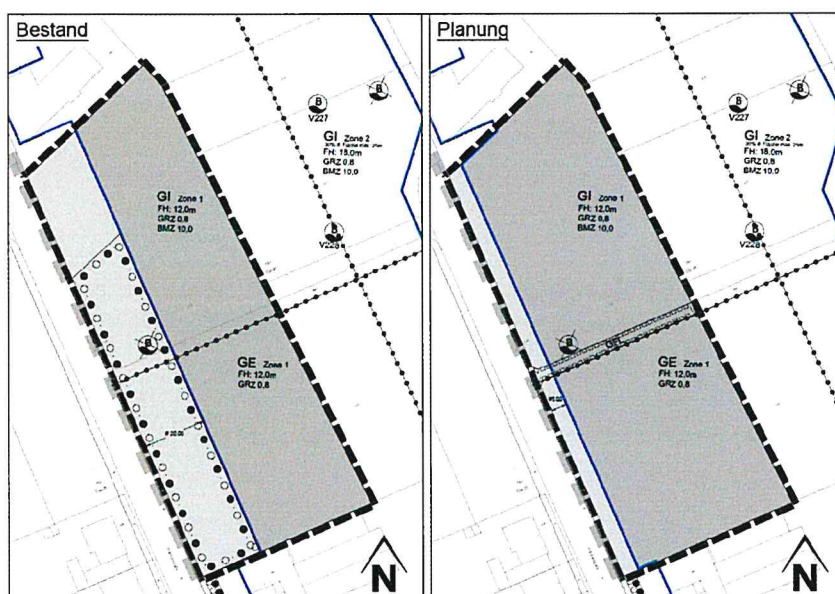 Bestand
B
B
V227
GI Zone 2
FH: 18,0m
GRZ 0,8
BMZ 10,0
GI Zone 1
FH: 12,0m
GRZ 0,8
BMZ 10,0
V228
B
GE Zone 1
FH: 12,0m
GRZ 0,8
N
Planung
B
B
V227
GI Zone 2
FH: 18,0m
GRZ 0,8
BMZ 10,0
GI Zone 1
FH: 12,0m
GRZ 0,8
BMZ 10,0
V228
B
GE Zone 1
FH: 12,0m
GRZ 0,8
N